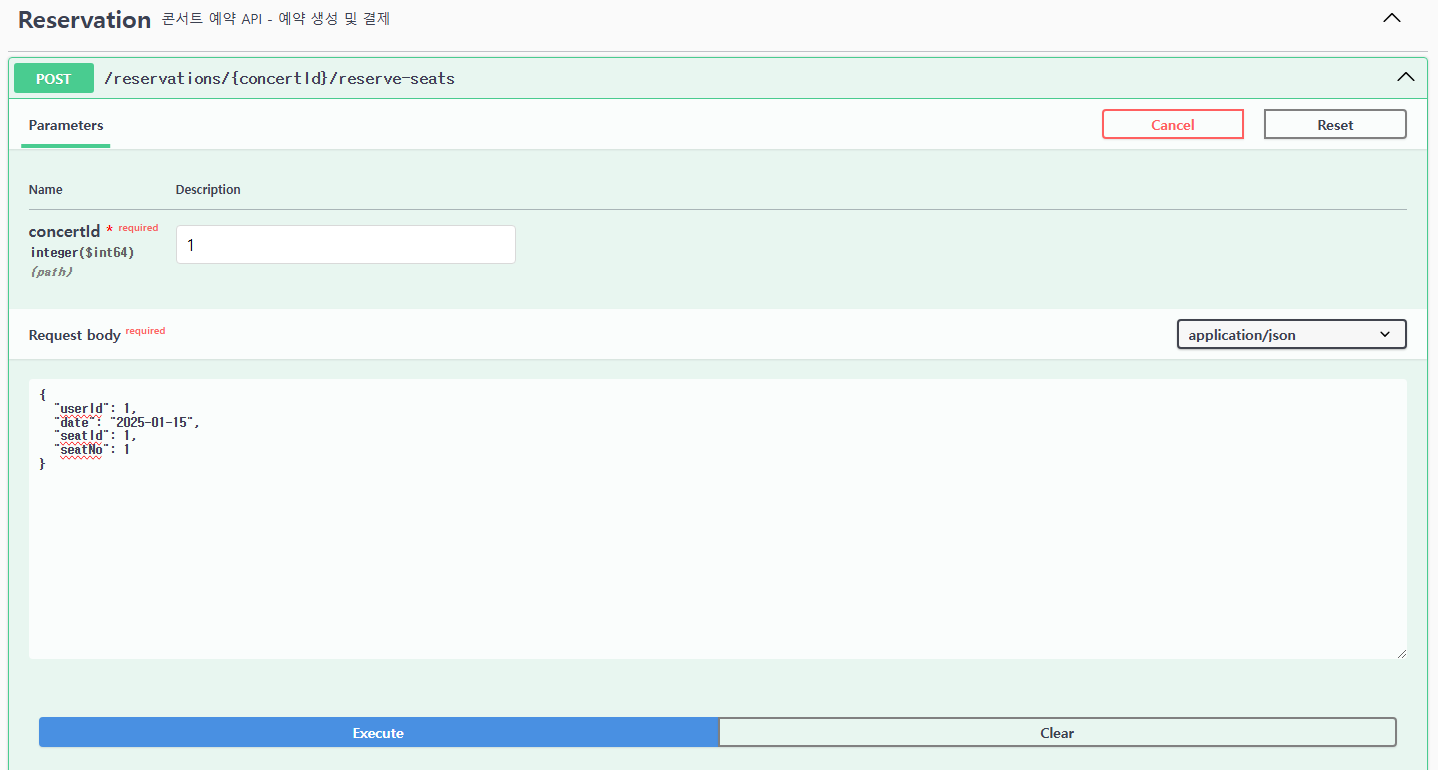 Reservation 콘서트 예약 API - 예약 생성 및 결제
POST /reservations/{concertId}/reserve-seats
Parameters Cancel Reset
Name Description
concertId * required 1
integer($int64)
(path)
Request body required application/json
{
"userId": 1,
"date": "2025-01-15",
"seatId": 1,
"seatNo": 1
}
Execute Clear